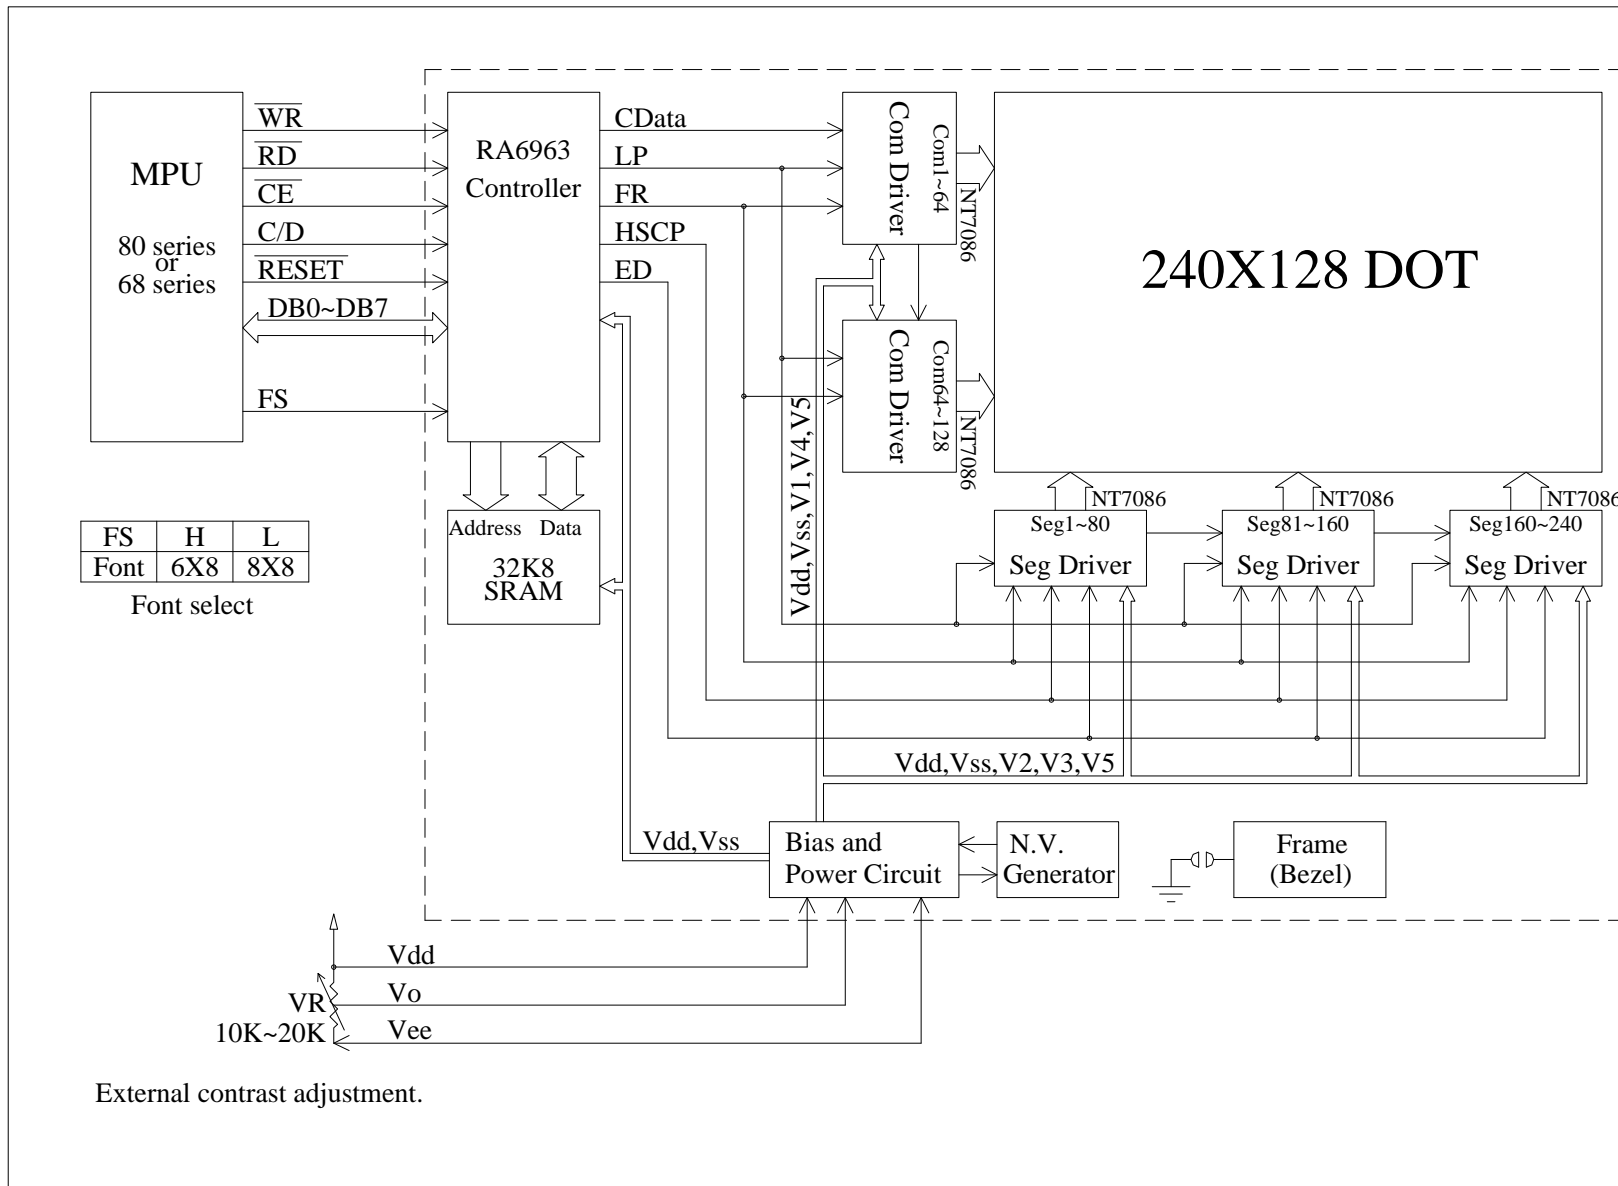 MPU
80 series
or
68 series
WR
RD
CE
C/D
RESET
DB0~DB7
FS
RA6963
Controller
CData
LP
FR
HSCP
ED
Com Driver
Com1~64
NT7086
Com Driver
Com64~128
NT7086
240X128 DOT
Address Data
32K8
SRAM
FS H L
Font 6X8 8X8
Font select
Vdd,Vss,V1,V4,V5
NT7086
Seg1~80
Seg Driver
NT7086
Seg81~160
Seg Driver
NT7086
Seg160~240
Seg Driver
Vdd,Vss,V2,V3,V5
Vdd,Vss
Bias and
Power Circuit
N.V.
Generator
Frame
(Bezel)
Vdd
Vo
Vee
VR
10K~20K
External contrast adjustment.